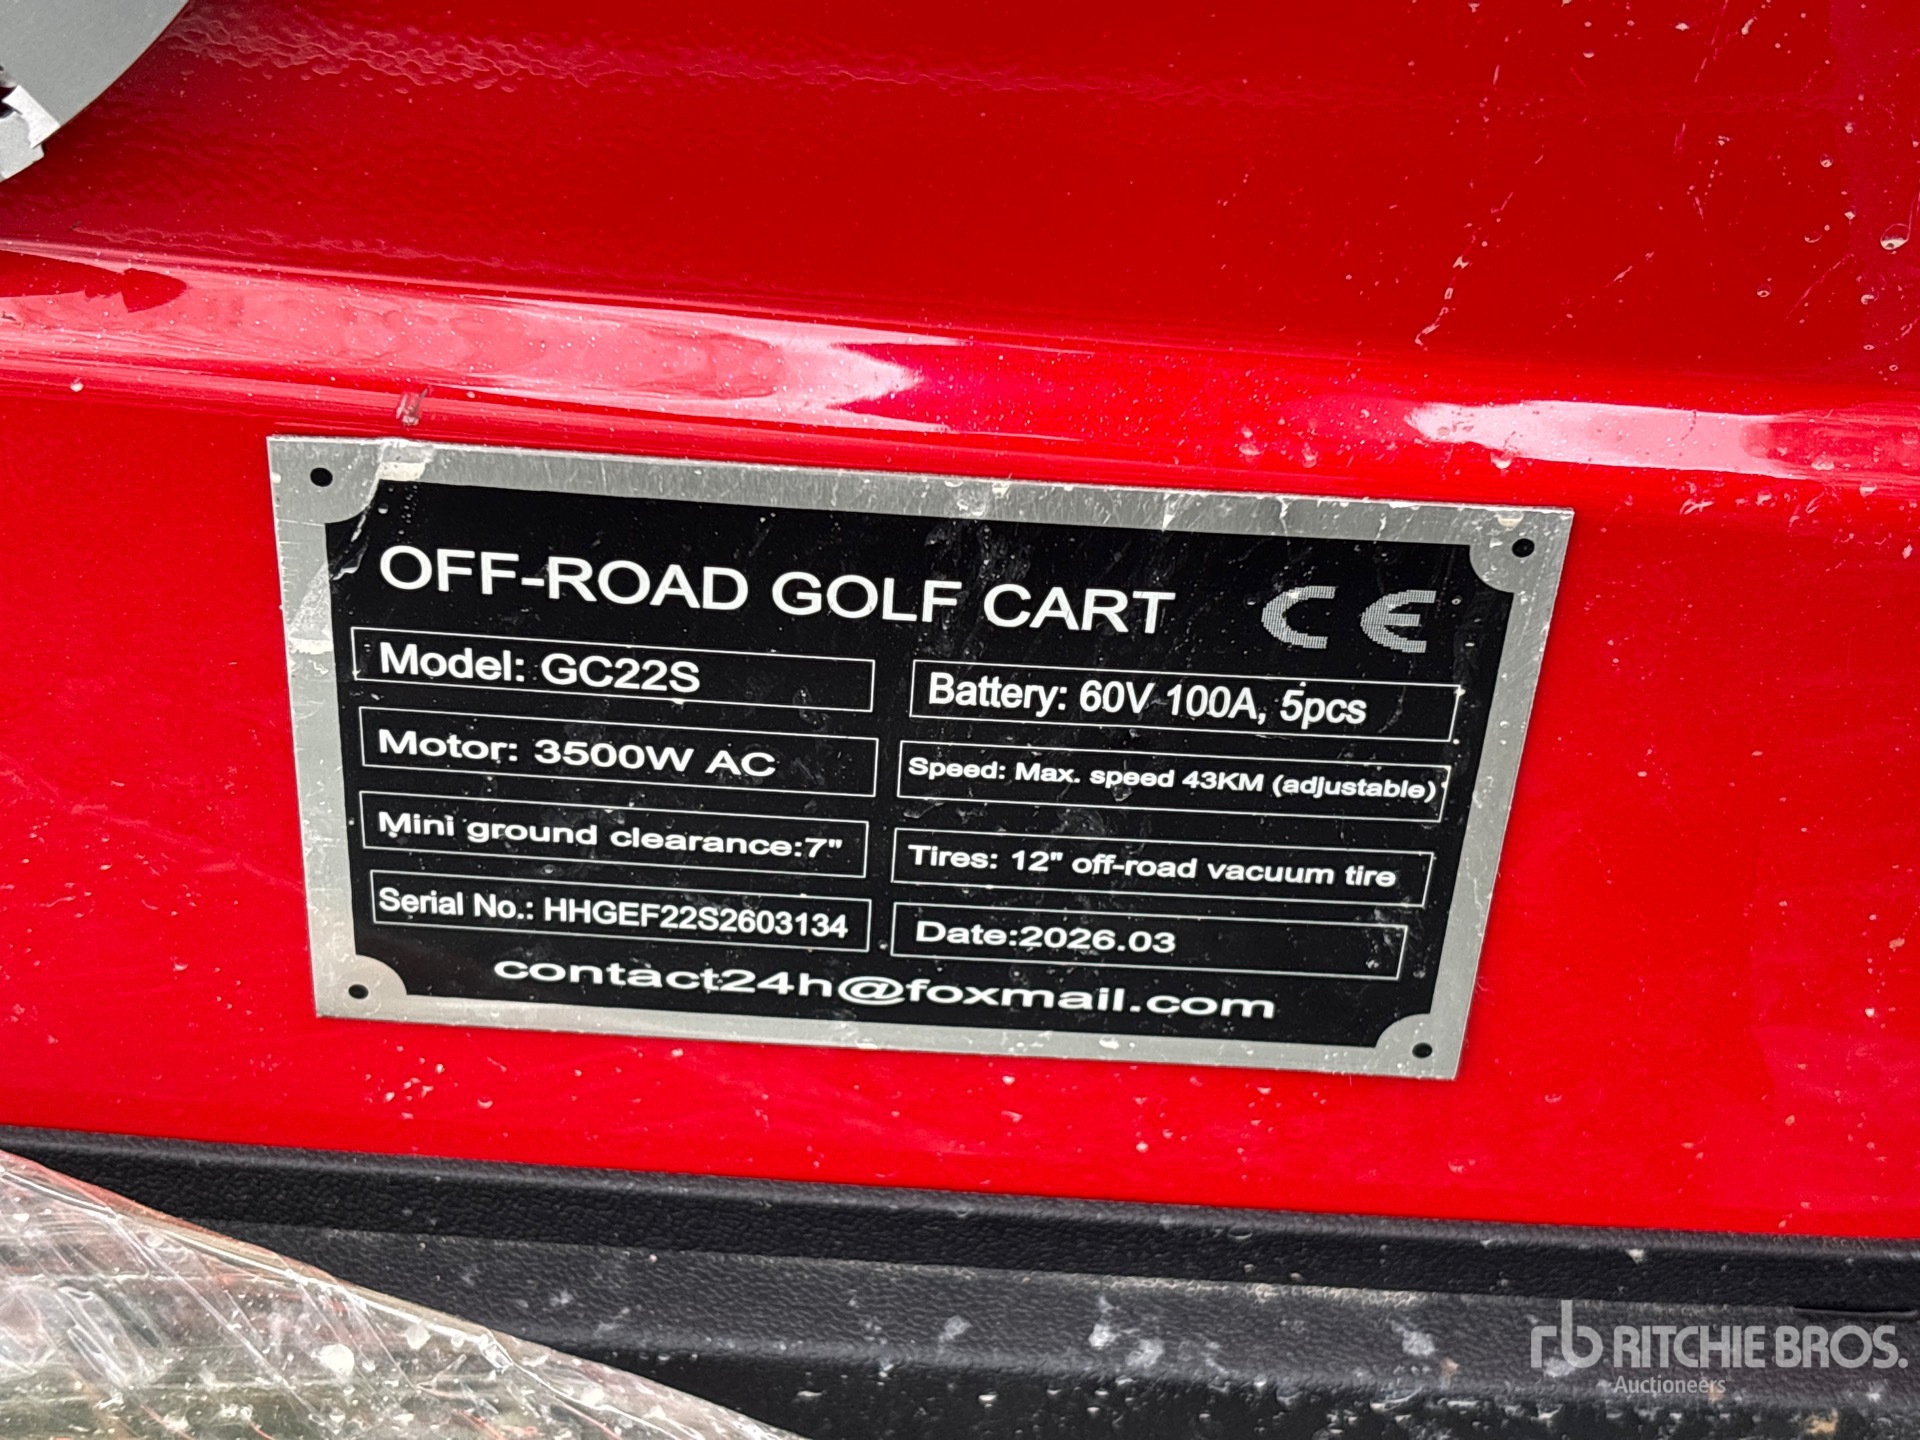 OFF-ROAD GOLF CART CE
Model: GC22S
Battery: 60V 100A, 5pcs
Motor: 3500W AC
Speed: Max. speed 43KM (adjustable)
Mini ground clearance:7"
Tires: 12" off-road vacuum tire
Serial No.: HHGEF22S2603134
Date:2026.03
contact24h@foxmail.com
rb RITCHIE BROS.
Auctioneers